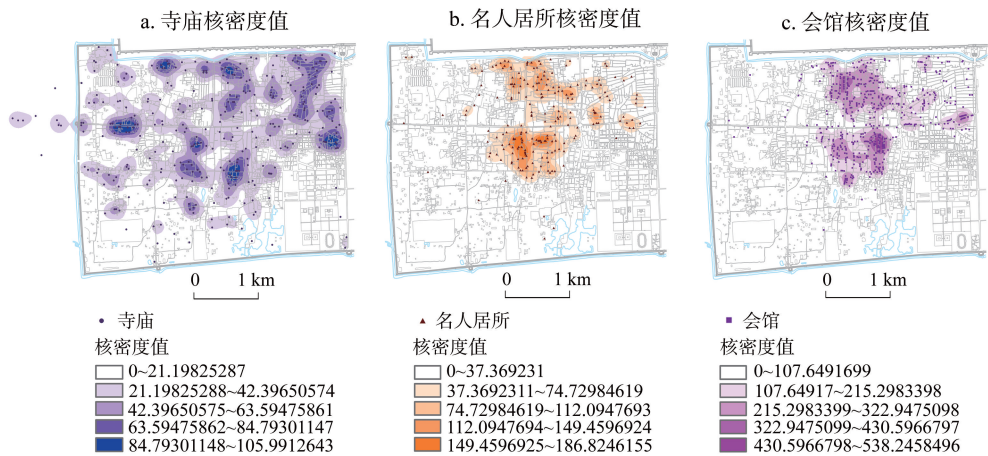 a. 寺庙核密度值
b. 名人居所核密度值
c. 会馆核密度值
0 1 km
0 1 km
0 1 km
寺庙
核密度值
0~21.19825287
21.19825288~42.39650574
42.39650575~63.59475861
63.59475862~84.79301147
84.79301148~105.9912643
名人居所
核密度值
0~37.369231
37.3692311~74.72984619
74.72984619~112.0947693
112.0947694~149.4596924
149.4596925~186.8246155
会馆
核密度值
0~107.6491699
107.64917~215.2983398
215.2983399~322.9475098
322.9475099~430.5966797
430.5966798~538.2458496